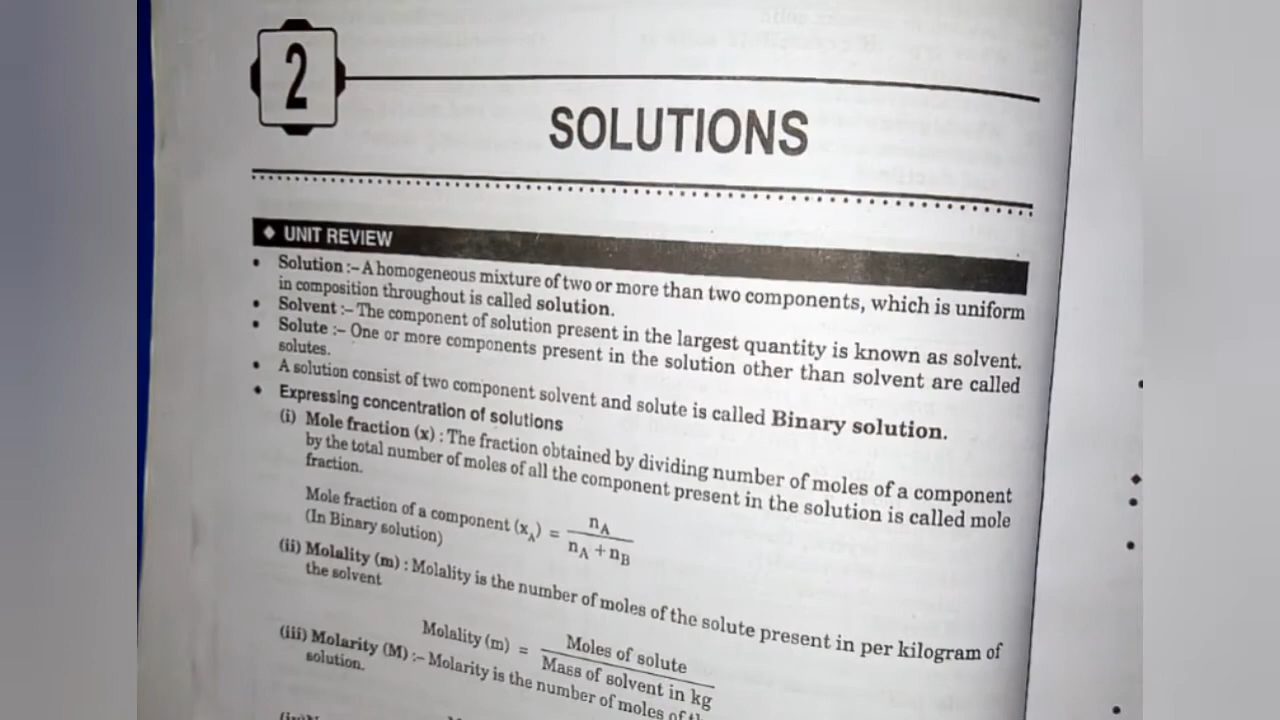 2
SOLUTIONS
◆ UNIT REVIEW
• Solution :– A homogeneous mixture of two or more than two components, which is uniform
in composition throughout is called solution.
• Solvent :– The component of solution present in the largest quantity is known as solvent.
• Solute :– One or more components present in the solution other than solvent are called
solutes.
• A solution consist of two component solvent and solute is called Binary solution.
◆ Expressing concentration of solutions
(i) Mole fraction (x) : The fraction obtained by dividing number of moles of a component
by the total number of moles of all the component present in the solution is called mole
fraction.
Mole fraction of a component (x_A) = n_A / (n_A + n_B)
(In Binary solution)
(ii) Molality (m) : Molality is the number of moles of the solute present in per kilogram of
the solvent
Molality (m) = Moles of solute / Mass of solvent in kg
(iii) Molarity (M) :– Molarity is the number of moles of
solution.